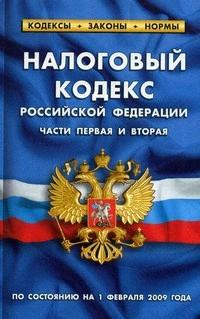 КОДЕКСЫ + ЗАКОНЫ + НОРМЫ
НАЛОГОВЫЙ
КОДЕКС
РОССИЙСКОЙ ФЕДЕРАЦИИ
ЧАСТИ ПЕРВАЯ И ВТОРАЯ
ПО СОСТОЯНИЮ НА 1 ФЕВРАЛЯ 2009 ГОДА